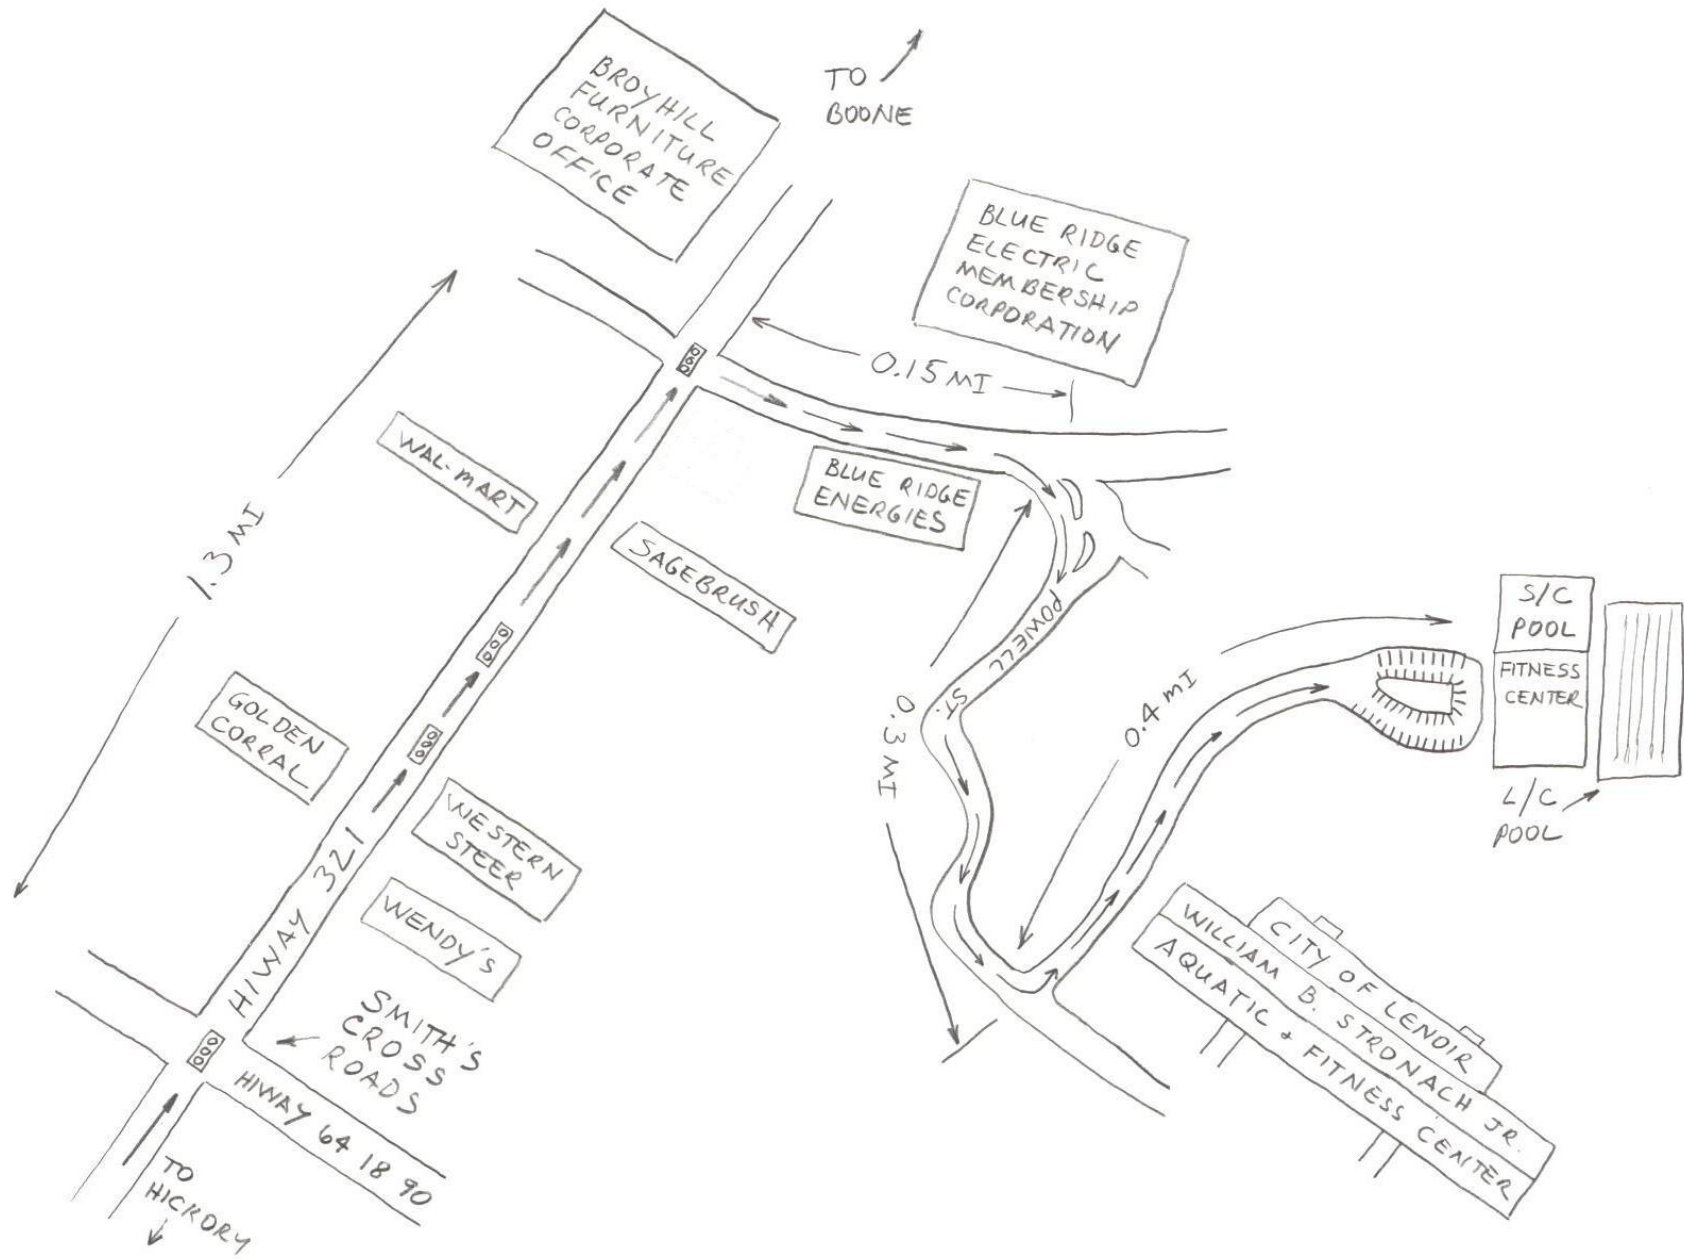 BROYHILL
FURNITURE
CORPORATE
OFFICE
TO
BOONE
BLUE RIDGE
ELECTRIC
MEMBERSHIP
CORPORATION
0.15 MI
WAL-MART
BLUE RIDGE
ENERGIES
SAGEBRUSH
1.3 MI
POWELL
ST.
0.3 MI
0.4 MI
S/C
POOL
FITNESS
CENTER
L/C
POOL
GOLDEN
CORRAL
WESTERN
STEER
WENDY'S
HIWAY 321
SMITH'S
CROSS
ROADS
HIWAY 64 18 90
TO
HICKORY
CITY OF LENOIR
WILLIAM B. STRONACH JR.
AQUATIC & FITNESS CENTER